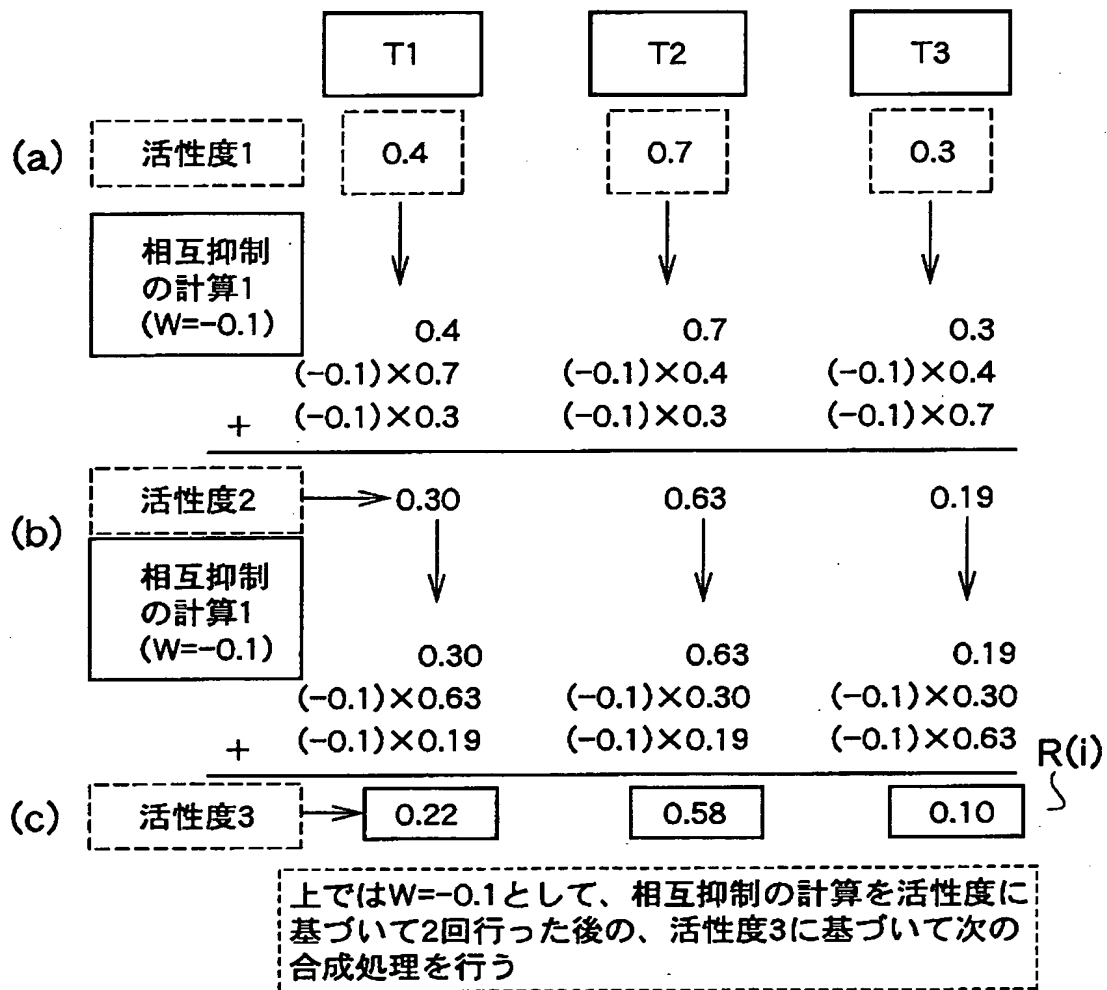 T1 T2 T3
(a) 活性度1 0.4 0.7 0.3
相互抑制
の計算1
(W=-0.1)
0.4 0.7 0.3
(-0.1)×0.7 (-0.1)×0.4 (-0.1)×0.4
+ (-0.1)×0.3 (-0.1)×0.3 (-0.1)×0.7
(b) 活性度2 0.30 0.63 0.19
相互抑制
の計算1
(W=-0.1)
0.30 0.63 0.19
(-0.1)×0.63 (-0.1)×0.30 (-0.1)×0.30
+ (-0.1)×0.19 (-0.1)×0.19 (-0.1)×0.63
R(i)
(c) 活性度3 0.22 0.58 0.10
上ではW=-0.1として、相互抑制の計算を活性度に
基づいて2回行った後の、活性度3に基づいて次の
合成処理を行う